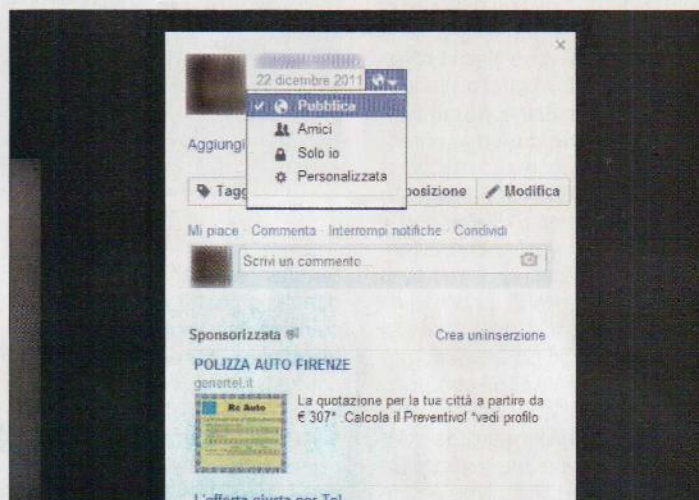 ×
22 dicembre 2011
✓ Pubblica
Amici
Solo io
Personalizzata
Aggiungi
Tagg posizione Modifica
Mi piace · Commenta · Interrompi notifiche · Condividi
Scrivi un commento...
Sponsorizzata Crea un'inserzione
POLIZZA AUTO FIRENZE
genertel.it
Rc Auto
La quotazione per la tua città a partire da
€ 307* .Calcola il Preventivo! *vedi profilo
L'offerta giusta per Te!